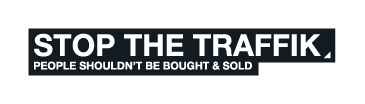 STOP THE TRAFFIK
PEOPLE SHOULDN'T BE BOUGHT & SOLD